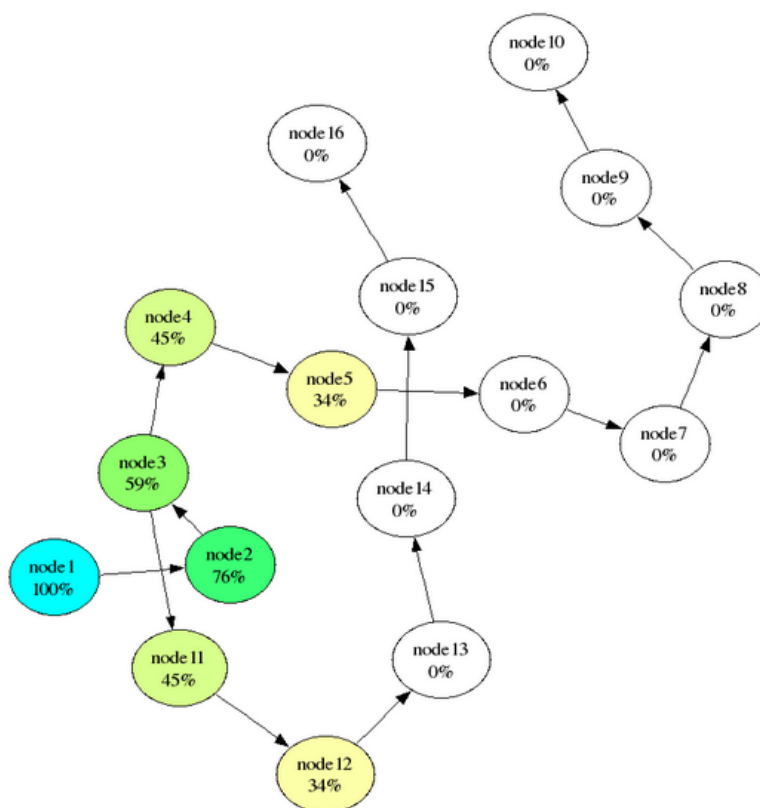 node10
0%
node16
0%
node9
0%
node15
0%
node8
0%
node4
45%
node5
34%
node6
0%
node7
0%
node3
59%
node14
0%
node2
76%
node1
100%
node13
0%
node11
45%
node12
34%